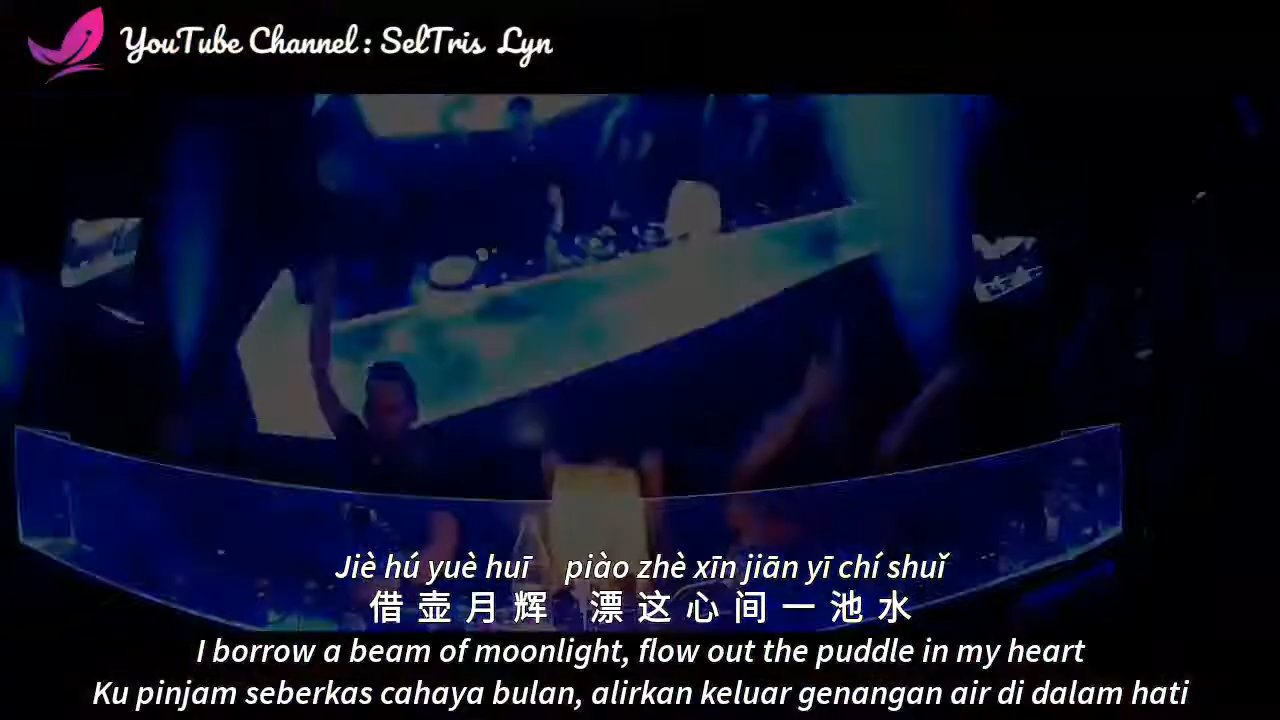 YouTube Channel : SelTris Lyn
Jiè hú yuè huī piào zhè xīn jiān yī chí shuǐ
借壶月辉 漂这心间一池水
I borrow a beam of moonlight, flow out the puddle in my heart
Ku pinjam seberkas cahaya bulan, alirkan keluar genangan air di dalam hati